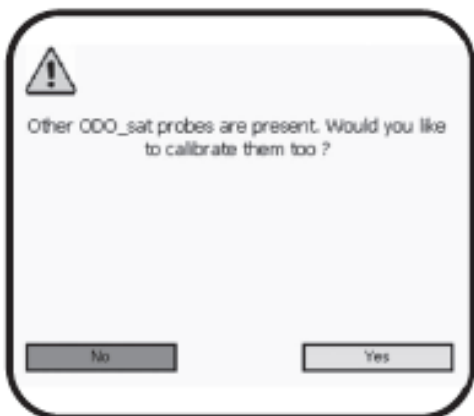 Other ODO_sat probes are present. Would you like
to calibrate them too ?
No
Yes